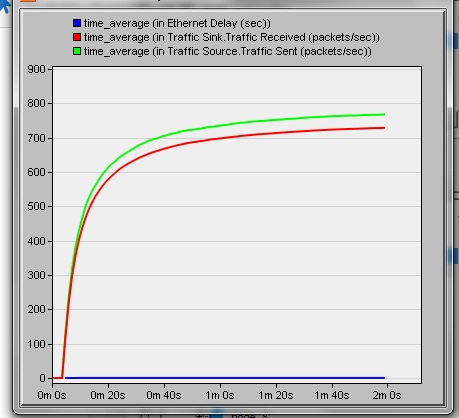 time_average (in Ethernet.Delay (sec))
time_average (in Traffic Sink.Traffic Received (packets/sec))
time_average (in Traffic Source.Traffic Sent (packets/sec))
900
800
700
600
500
400
300
200
100
0
0m 0s 0m 20s 0m 40s 1m 0s 1m 20s 1m 40s 2m 0s